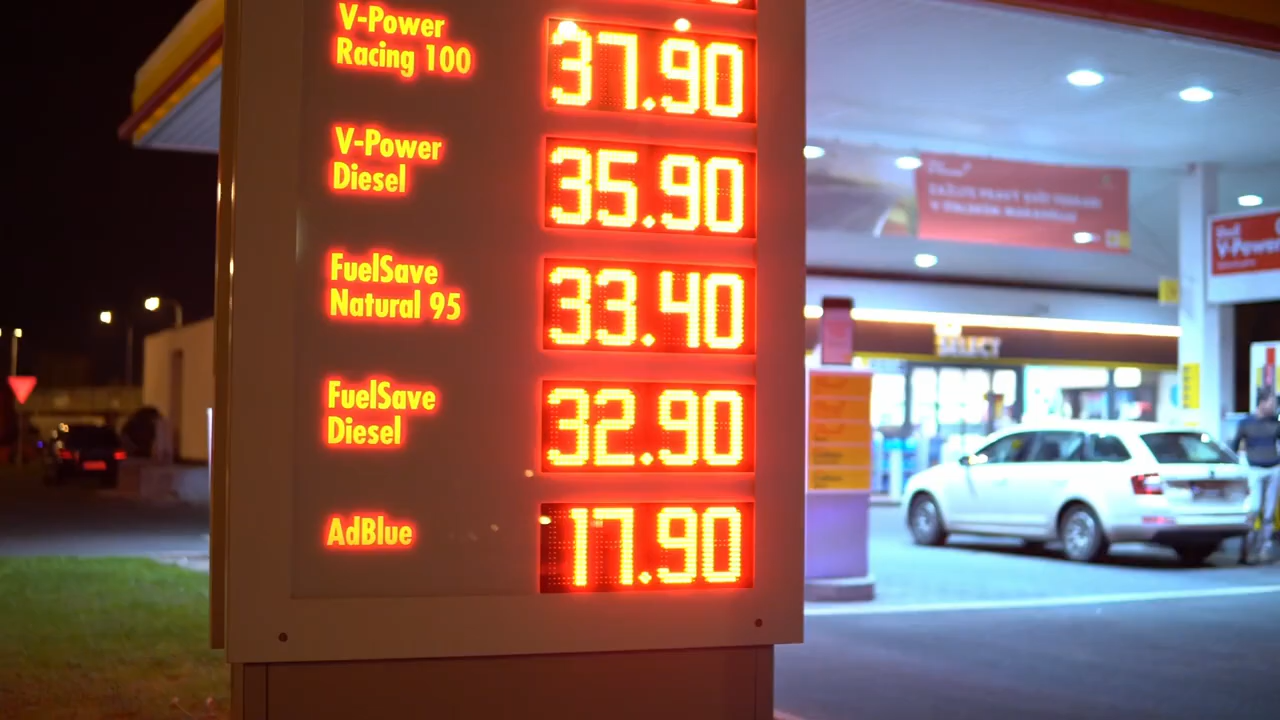 V-Power
Racing 100
37.90
V-Power
Diesel
35.90
FuelSave
Natural 95
33.40
FuelSave
Diesel
32.90
AdBlue
17.90
SELECT
V-Power